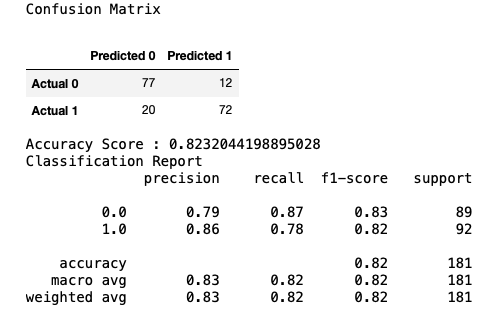 Confusion Matrix
Predicted 0 Predicted 1
Actual 0 77 12
Actual 1 20 72
Accuracy Score : 0.8232044198895028
Classification Report
precision recall f1-score support
0.0 0.79 0.87 0.83 89
1.0 0.86 0.78 0.82 92
accuracy 0.82 181
macro avg 0.83 0.82 0.82 181
weighted avg 0.83 0.82 0.82 181